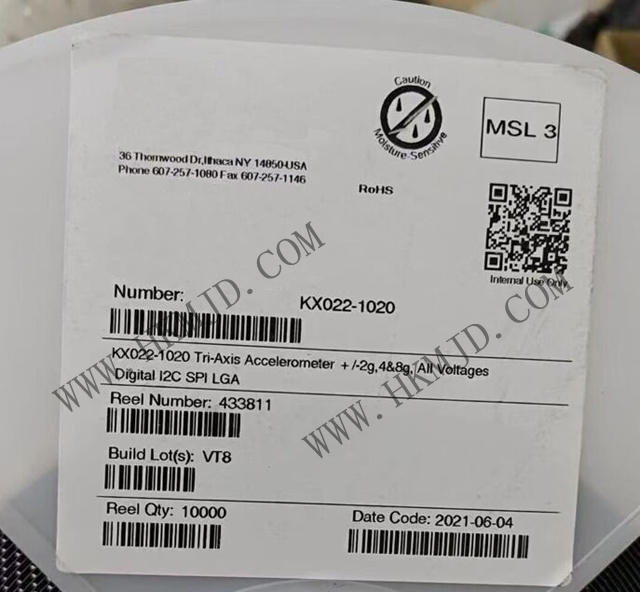 Caution
Moisture-Sensitive
MSL 3
36 Thornwood Dr,Ithaca NY 14850-USA
Phone 607-257-1080 Fax 607-257-1146
RoHS
Internal Use Only
Number:
KX022-1020
KX022-1020 Tri-Axis Accelerometer +/-2g,4&8g, All Voltages
Digital I2C SPI LGA
Reel Number: 433811
Build Lot(s): VT8
Reel Qty: 10000
Date Code: 2021-06-04
WWW.HKMJD.COM
WWW.HKMJD.COM